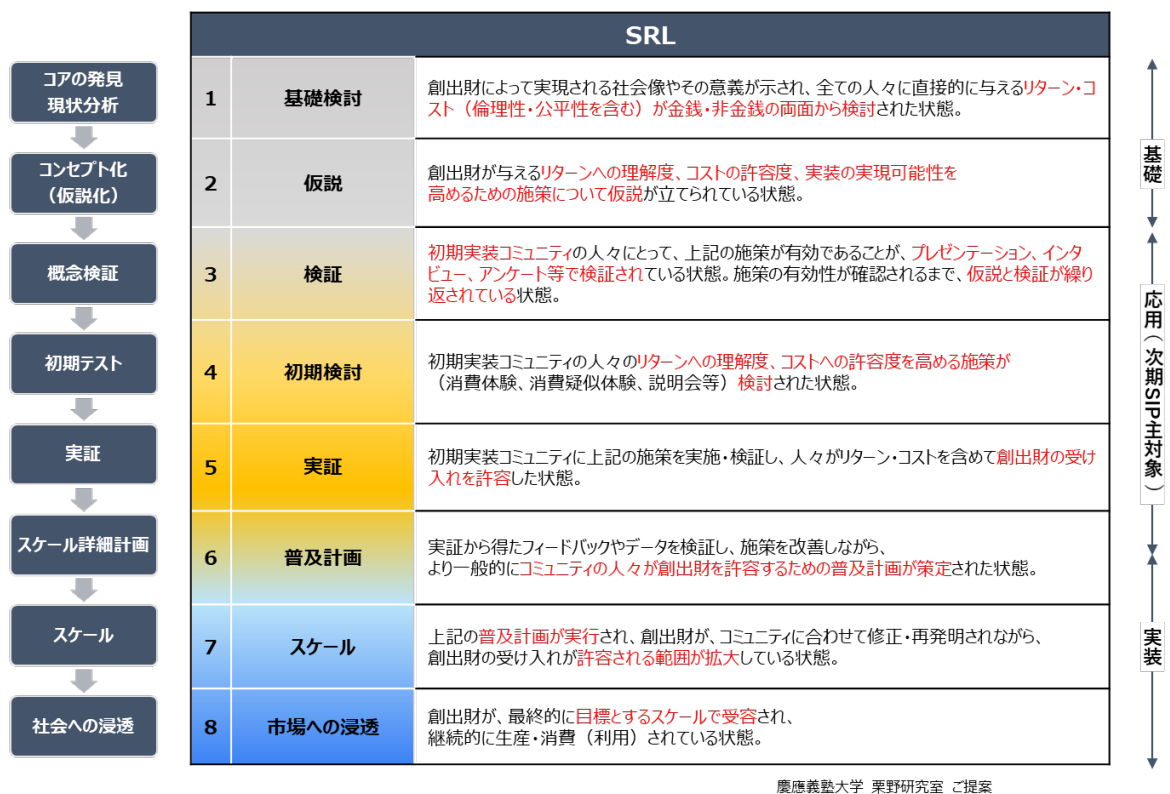 SRL
コアの発見
現状分析
1
基礎検討
創出財によって実現される社会像やその意義が示され、全ての人々に直接的に与えるリターン・コ
スト（倫理性・公平性を含む）が金銭・非金銭の両面から検討された状態。
コンセプト化
（仮説化）
2
仮説
創出財が与えるリターンへの理解度、コストの許容度、実装の実現可能性を
高めるための施策について仮説が立てられている状態。
基礎
概念検証
3
検証
初期実装コミュニティの人々にとって、上記の施策が有効であることが、プレゼンテーション、インタ
ビュー、アンケート等で検証されている状態。施策の有効性が確認されるまで、仮説と検証が繰り
返されている状態。
初期テスト
4
初期検討
初期実装コミュニティの人々のリターンへの理解度、コストへの許容度を高める施策が
（消費体験、消費疑似体験、説明会等）検討された状態。
実証
5
実証
初期実装コミュニティに上記の施策を実施・検証し、人々がリターン・コストを含めて創出財の受け
入れを許容した状態。
応用（次期SIP主対象）
スケール詳細計画
6
普及計画
実証から得たフィードバックやデータを検証し、施策を改善しながら、
より一般的にコミュニティの人々が創出財を許容するための普及計画が策定された状態。
スケール
7
スケール
上記の普及計画が実行され、創出財が、コミュニティに合わせて修正・再発明されながら、
創出財の受け入れが許容される範囲が拡大している状態。
実装
社会への浸透
8
市場への浸透
創出財が、最終的に目標とするスケールで受容され、
継続的に生産・消費（利用）されている状態。
慶應義塾大学 栗野研究室 ご提案